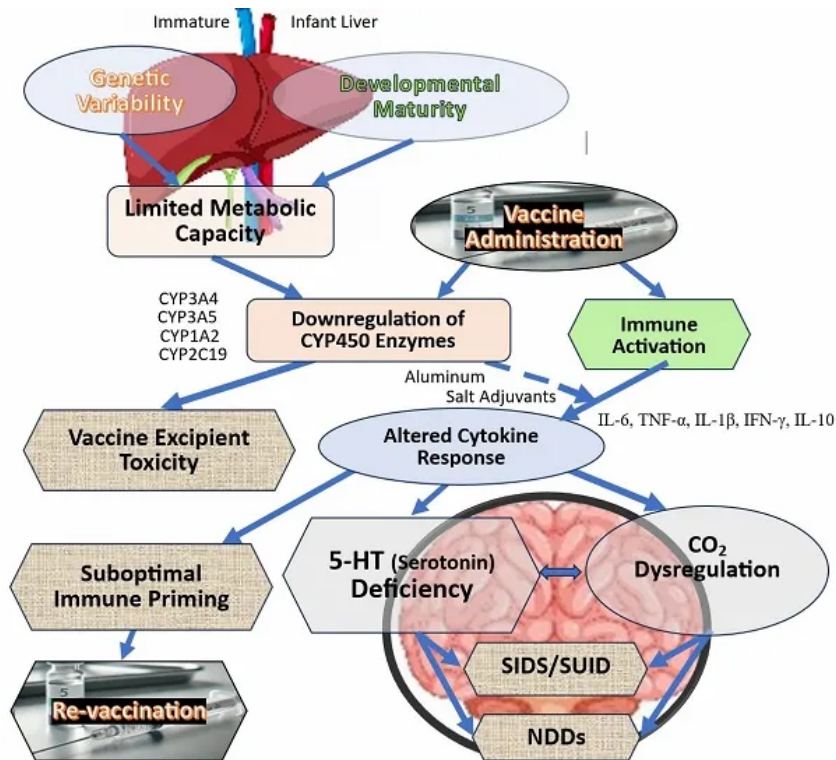 Immature Infant Liver
Genetic
Variability
Developmental
Maturity
Limited Metabolic
Capacity
5
Vaccine
Administration
CYP3A4
CYP3A5
CYP1A2
CYP2C19
Downregulation of
CYP450 Enzymes
Immune
Activation
Aluminum
Salt Adjuvants
IL-6, TNF-α, IL-1β, IFN-γ, IL-10
Vaccine Excipient
Toxicity
Altered Cytokine
Response
5-HT (Serotonin)
Deficiency
CO₂
Dysregulation
Suboptimal
Immune Priming
SIDS/SUID
5
Re-vaccination
NDDs